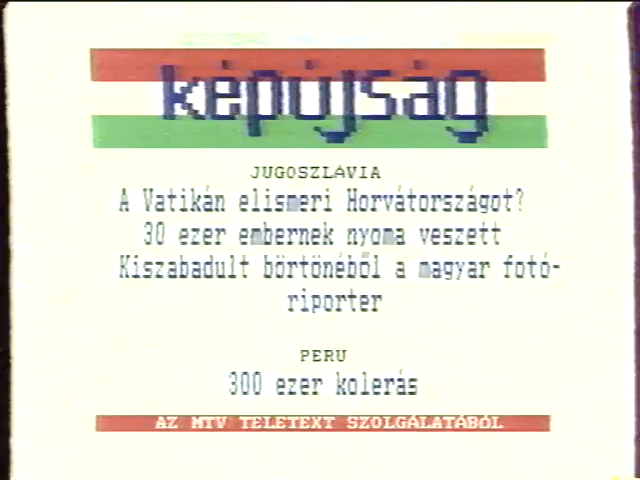 képújság
JUGOSZLÁVIA
A Vatikán elismeri Horvátországot?
30 ezer embernek nyoma veszett
Kiszabadult börtönéből a magyar fotó-
riporter
PERU
300 ezer kolerás
AZ MTV TELETEXT SZOLGÁLATÁBÓL